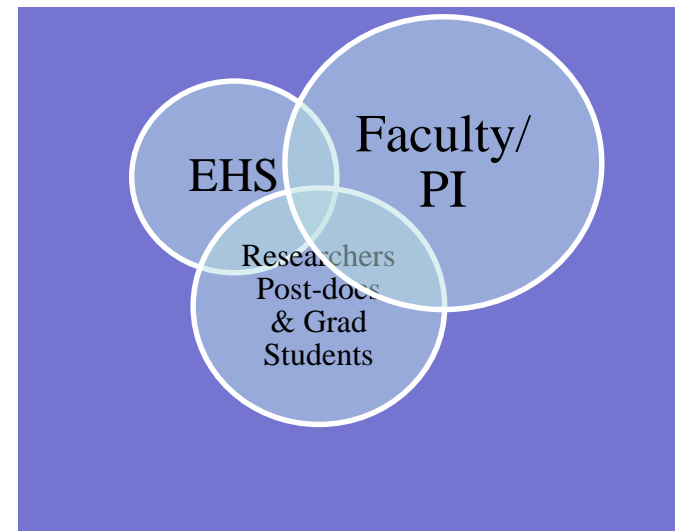 EHS
Faculty/
PI
Researchers
Post-docs
& Grad
Students